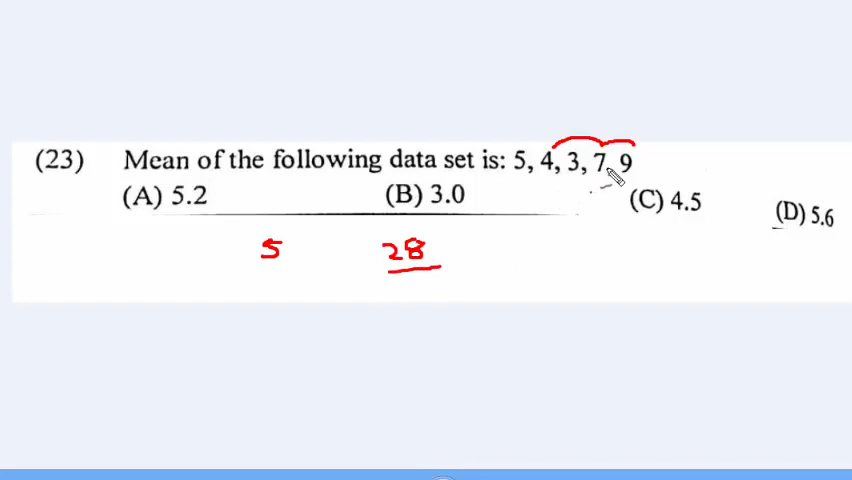 (23) Mean of the following data set is: 5, 4, 3, 7, 9
(A) 5.2 (B) 3.0 (C) 4.5 (D) 5.6
5 28